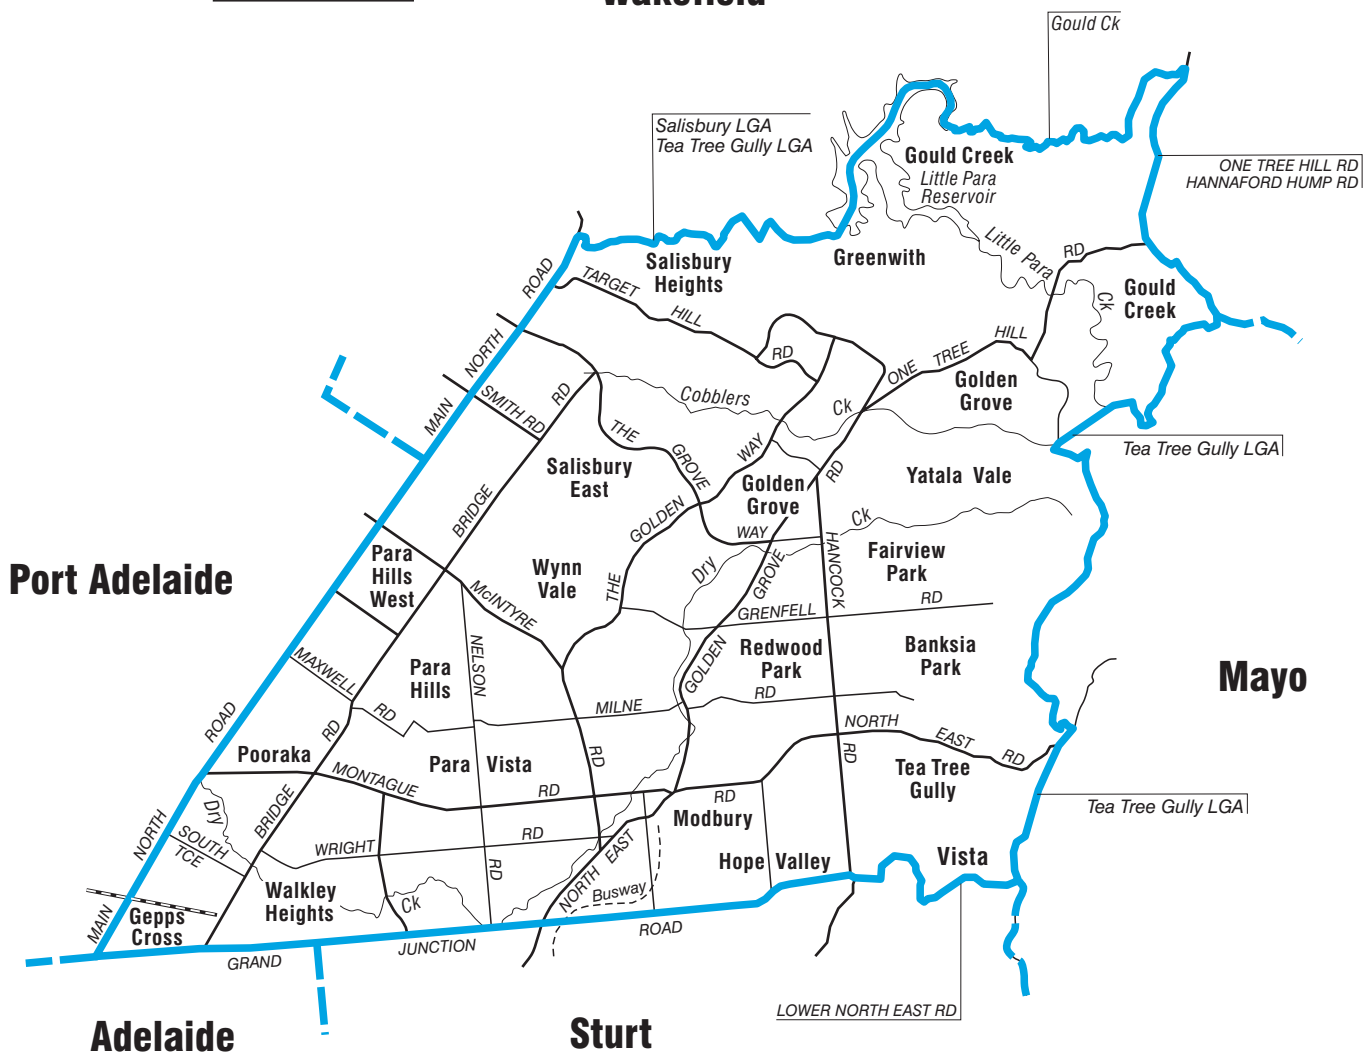 Wakefield
Gould Ck
Salisbury LGA
Tea Tree Gully LGA
Gould Creek
Little Para
Reservoir
ONE TREE HILL RD
HANNAFORD HUMP RD
Salisbury
Heights
Greenwith
Little Para
RD
Gould
Creek
Ck
ROAD
TARGET
HILL
RD
NORTH
MAIN
SMITH RD
RD
Cobblers
Ck
ONE
TREE
HILL
Golden
Grove
Tea Tree Gully LGA
THE
GROVE
WAY
Salisbury
East
WAY
GOLDEN
THE
Golden
Grove
RD
Yatala Vale
BRIDGE
Ck
Port Adelaide
Para
Hills
West
McINTYRE
Wynn
Vale
Dry
GROVE
GOLDEN
HANCOCK
Fairview
Park
GRENFELL
RD
MAXWELL
RD
Para
Hills
NELSON
Redwood
Park
Banksia
Park
Mayo
MILNE
RD
ROAD
RD
Pooraka
MONTAGUE
RD
Para Vista
RD
RD
NORTH
EAST
RD
RD
Tea Tree
Gully
Tea Tree Gully LGA
Dry
BRIDGE
NORTH
SOUTH
TCE
WRIGHT
RD
RD
Modbury
Hope Valley
Vista
NORTH EAST
Busway
Walkley
Heights
Ck
MAIN
Gepps
Cross
GRAND
JUNCTION
ROAD
LOWER NORTH EAST RD
Adelaide
Sturt